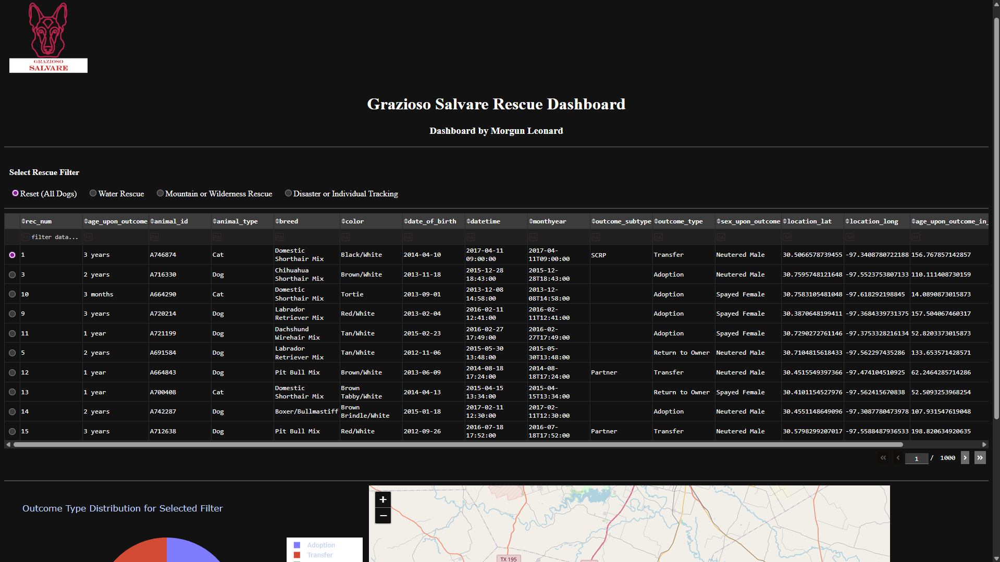 GRAZIOSO
SALVARE
Grazioso Salvare Rescue Dashboard
Dashboard by Morgun Leonard
Select Rescue Filter
Reset (All Dogs) Water Rescue Mountain or Wilderness Rescue Disaster or Individual Tracking
rec_num age_upon_outcome animal_id animal_type breed color date_of_birth datetime monthyear outcome_subtype outcome_type sex_upon_outcome location_lat location_long age_upon_outcome_in_
Aa filter data... Aa Aa Aa Aa Aa Aa Aa Aa Aa Aa Aa Aa Aa Aa
1 3 years A746874 Cat Domestic Shorthair Mix Black/White 2014-04-10 2017-04-11 09:00:00 2017-04-11T09:00:00 SCRP Transfer Neutered Male 30.5066578739455 -97.3408780722188 156.767857142857
3 2 years A716330 Dog Chihuahua Shorthair Mix Brown/White 2013-11-18 2015-12-28 18:43:00 2015-12-28T18:43:00 Adoption Neutered Male 30.7595748121648 -97.5523753807133 110.111408730159
10 3 months A664290 Cat Domestic Shorthair Mix Tortie 2013-09-01 2013-12-08 14:58:00 2013-12-08T14:58:00 Adoption Spayed Female 30.7583105481048 -97.618292198845 14.0890873015873
9 3 years A720214 Dog Labrador Retriever Mix Red/White 2013-02-04 2016-02-11 12:41:00 2016-02-11T12:41:00 Adoption Spayed Female 30.3870648199411 -97.3684339731375 157.504067460317
11 1 year A721199 Dog Dachshund Wirehair Mix Tan/White 2015-02-23 2016-02-27 17:49:00 2016-02-27T17:49:00 Adoption Spayed Female 30.7290272761146 -97.3753328216134 52.8203373015873
5 2 years A691584 Dog Labrador Retriever Mix Tan/White 2012-11-06 2015-05-30 13:48:00 2015-05-30T13:48:00 Return to Owner Neutered Male 30.7104815618433 -97.562297435286 133.653571428571
12 1 year A664843 Dog Pit Bull Mix Brown/White 2013-06-09 2014-08-18 17:24:00 2014-08-18T17:24:00 Partner Transfer Neutered Male 30.4515549397366 -97.474104510925 62.2464285714286
13 1 year A700408 Cat Domestic Shorthair Mix Brown Tabby/White 2014-04-13 2015-04-15 13:34:00 2015-04-15T13:34:00 Return to Owner Spayed Female 30.4101154527976 -97.562415670838 52.5093253968254
14 2 years A742287 Dog Boxer/Bullmastiff Brown Brindle/White 2015-01-18 2017-02-11 12:30:00 2017-02-11T12:30:00 Adoption Neutered Male 30.4551148649096 -97.3087780473978 107.931547619048
15 3 years A712638 Dog Pit Bull Mix Red/White 2012-09-26 2016-07-18 17:52:00 2016-07-18T17:52:00 Partner Transfer Neutered Male 30.5798299207017 -97.5588487936533 198.820634920635
1 / 1000
Outcome Type Distribution for Selected Filter
Adoption
Transfer
+
−
TX 195